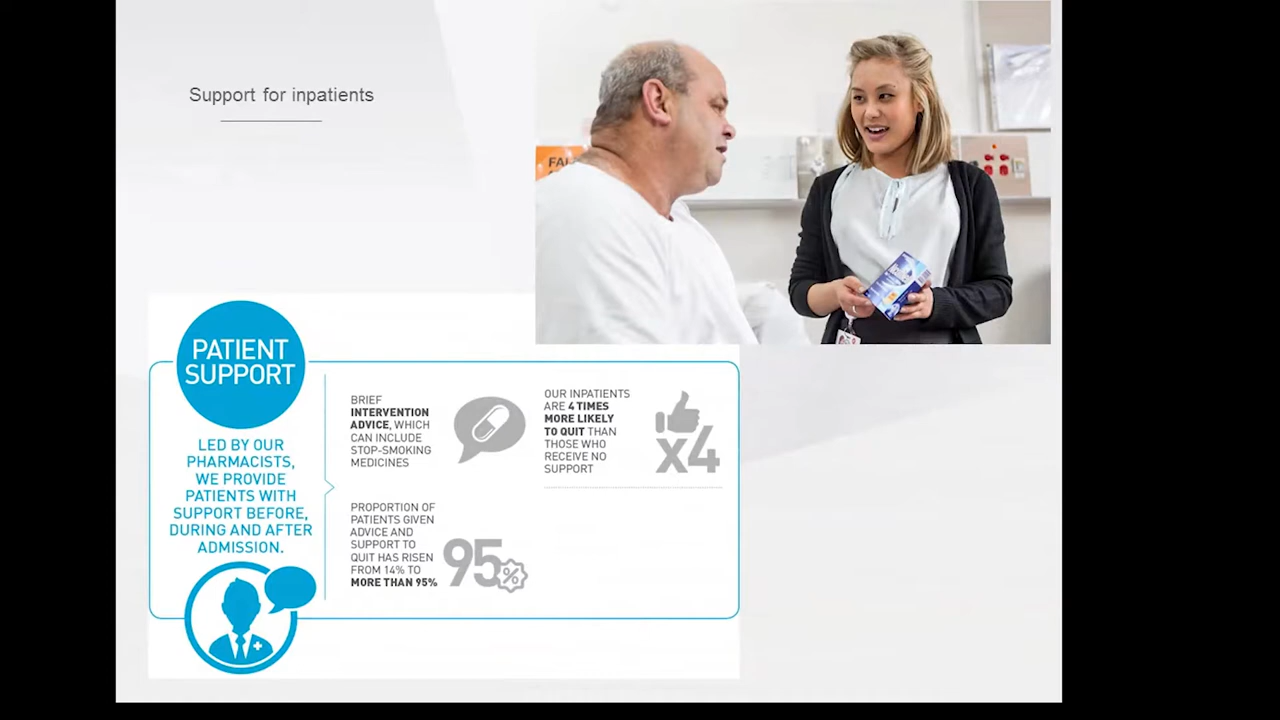 Support for inpatients
FAL
PATIENT
SUPPORT
LED BY OUR
PHARMACISTS,
WE PROVIDE
PATIENTS WITH
SUPPORT BEFORE,
DURING AND AFTER
ADMISSION.
BRIEF
INTERVENTION
ADVICE, WHICH
CAN INCLUDE
STOP-SMOKING
MEDICINES
OUR INPATIENTS
ARE 4 TIMES
MORE LIKELY
TO QUIT THAN
THOSE WHO
RECEIVE NO
SUPPORT
x4
PROPORTION OF
PATIENTS GIVEN
ADVICE AND
SUPPORT TO
QUIT HAS RISEN
FROM 14% TO
MORE THAN 95%
95%